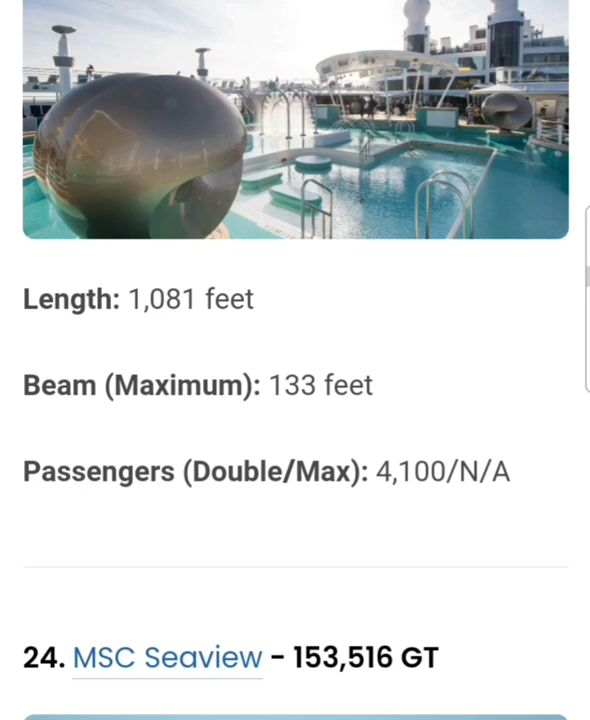 Length: 1,081 feet
Beam (Maximum): 133 feet
Passengers (Double/Max): 4,100/N/A
24. MSC Seaview - 153,516 GT